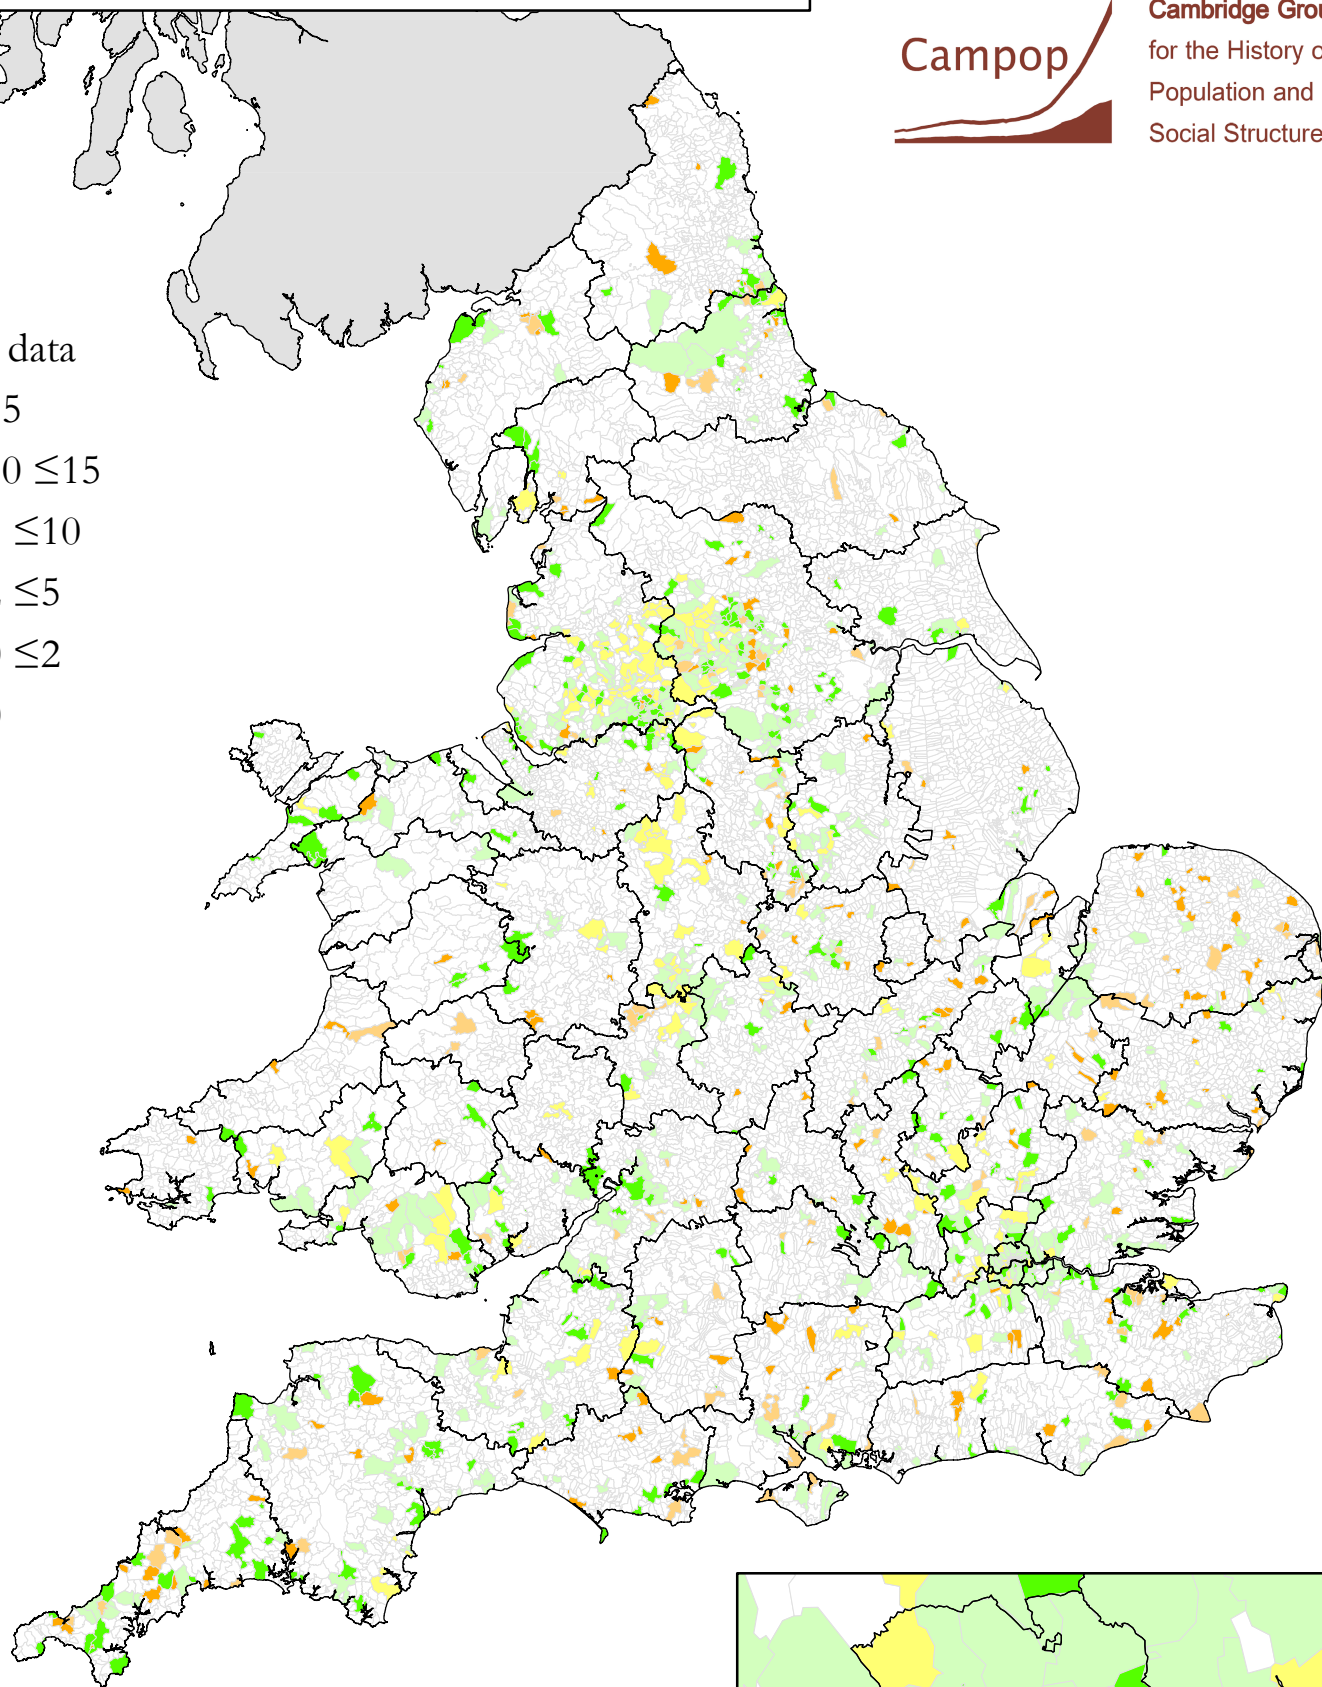 Cambridge Grou
for the History o
Population and
Social Structure
Campop
data
5
0 ≤15
≤10
≤5
≤2